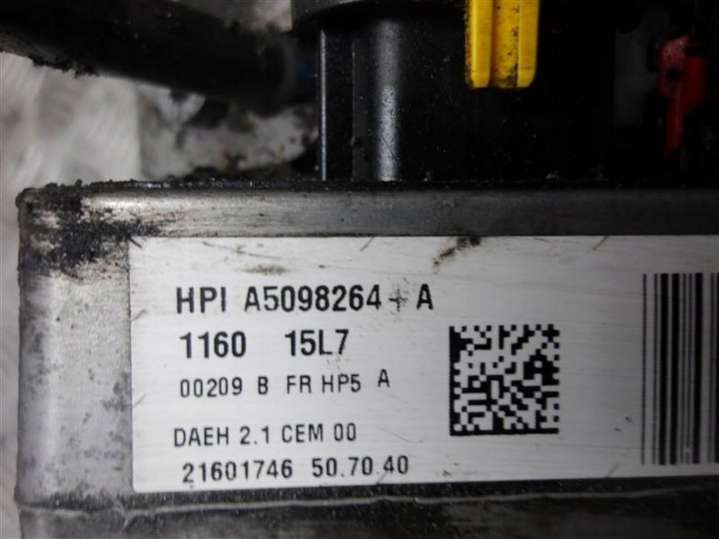 HPI A5098264+A
1160 15L7
00209 B FR HP5 A
DAEH 2.1 CEM 00
21601746 50.70.40